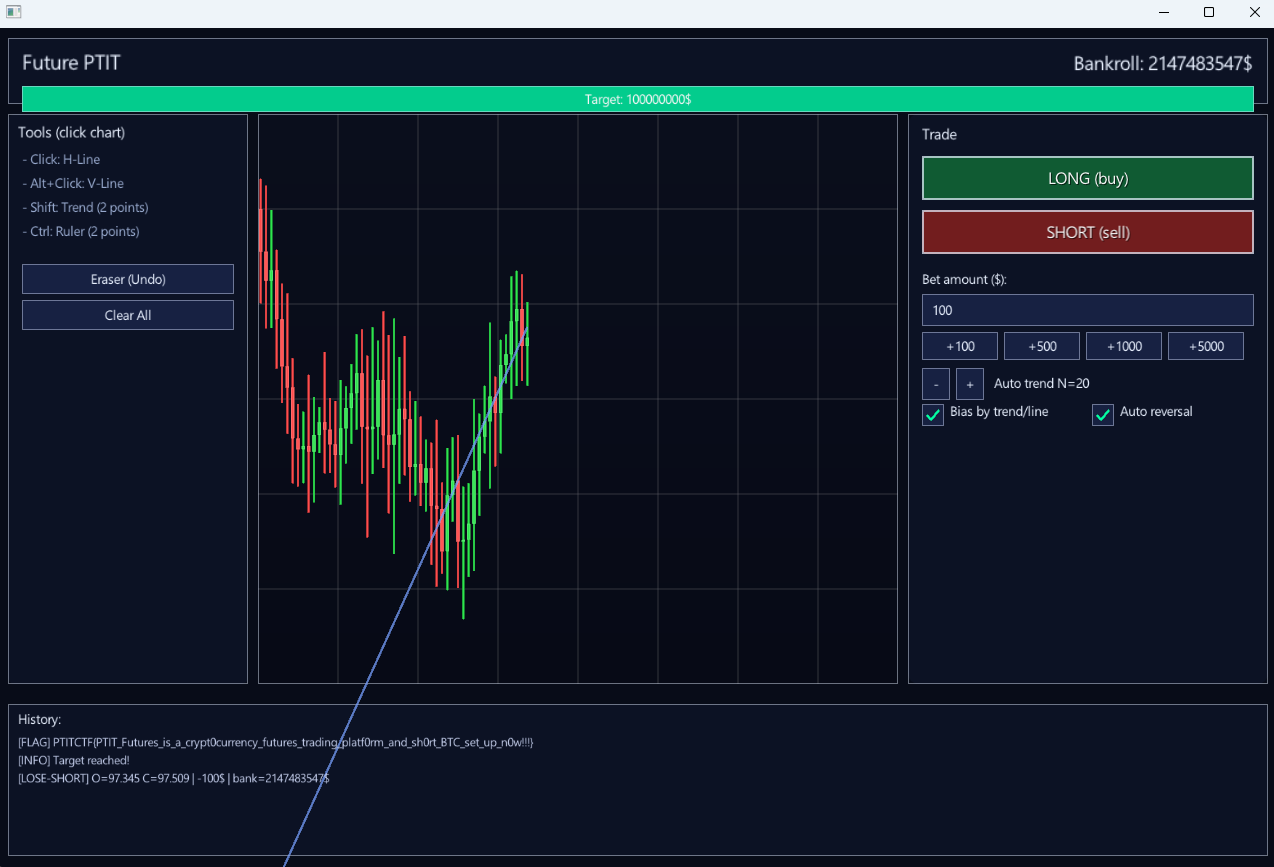 Future PTIT
Bankroll: 2147483547$
Target: 100000000$
Tools (click chart)
- Click: H-Line
- Alt+Click: V-Line
- Shift: Trend (2 points)
- Ctrl: Ruler (2 points)
Eraser (Undo)
Clear All
Trade
LONG (buy)
SHORT (sell)
Bet amount ($):
100
+100 +500 +1000 +5000
- + Auto trend N=20
Bias by trend/line Auto reversal
History:
[FLAG] PTITCTF{PTIT_Futures_is_a_crypt0currency_futures_trading_platf0rm_and_sh0rt_BTC_set_up_n0w!!!}
[INFO] Target reached!
[LOSE-SHORT] O=97.345 C=97.509 | -100$ | bank=2147483547$